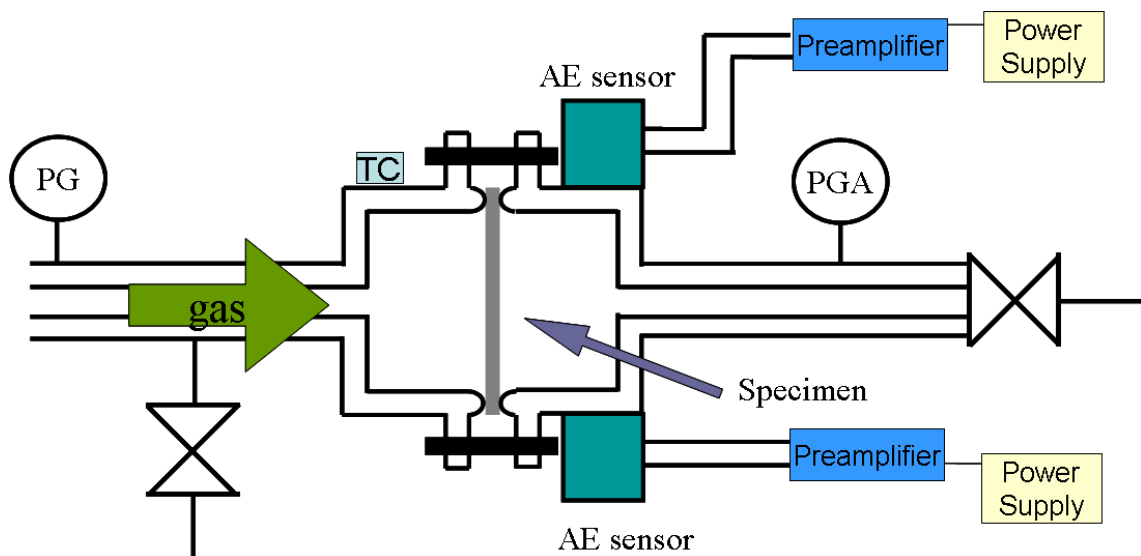 Preamplifier
Power
Supply
AE sensor
TC
PG
PGA
gas
Specimen
Preamplifier
Power
Supply
AE sensor